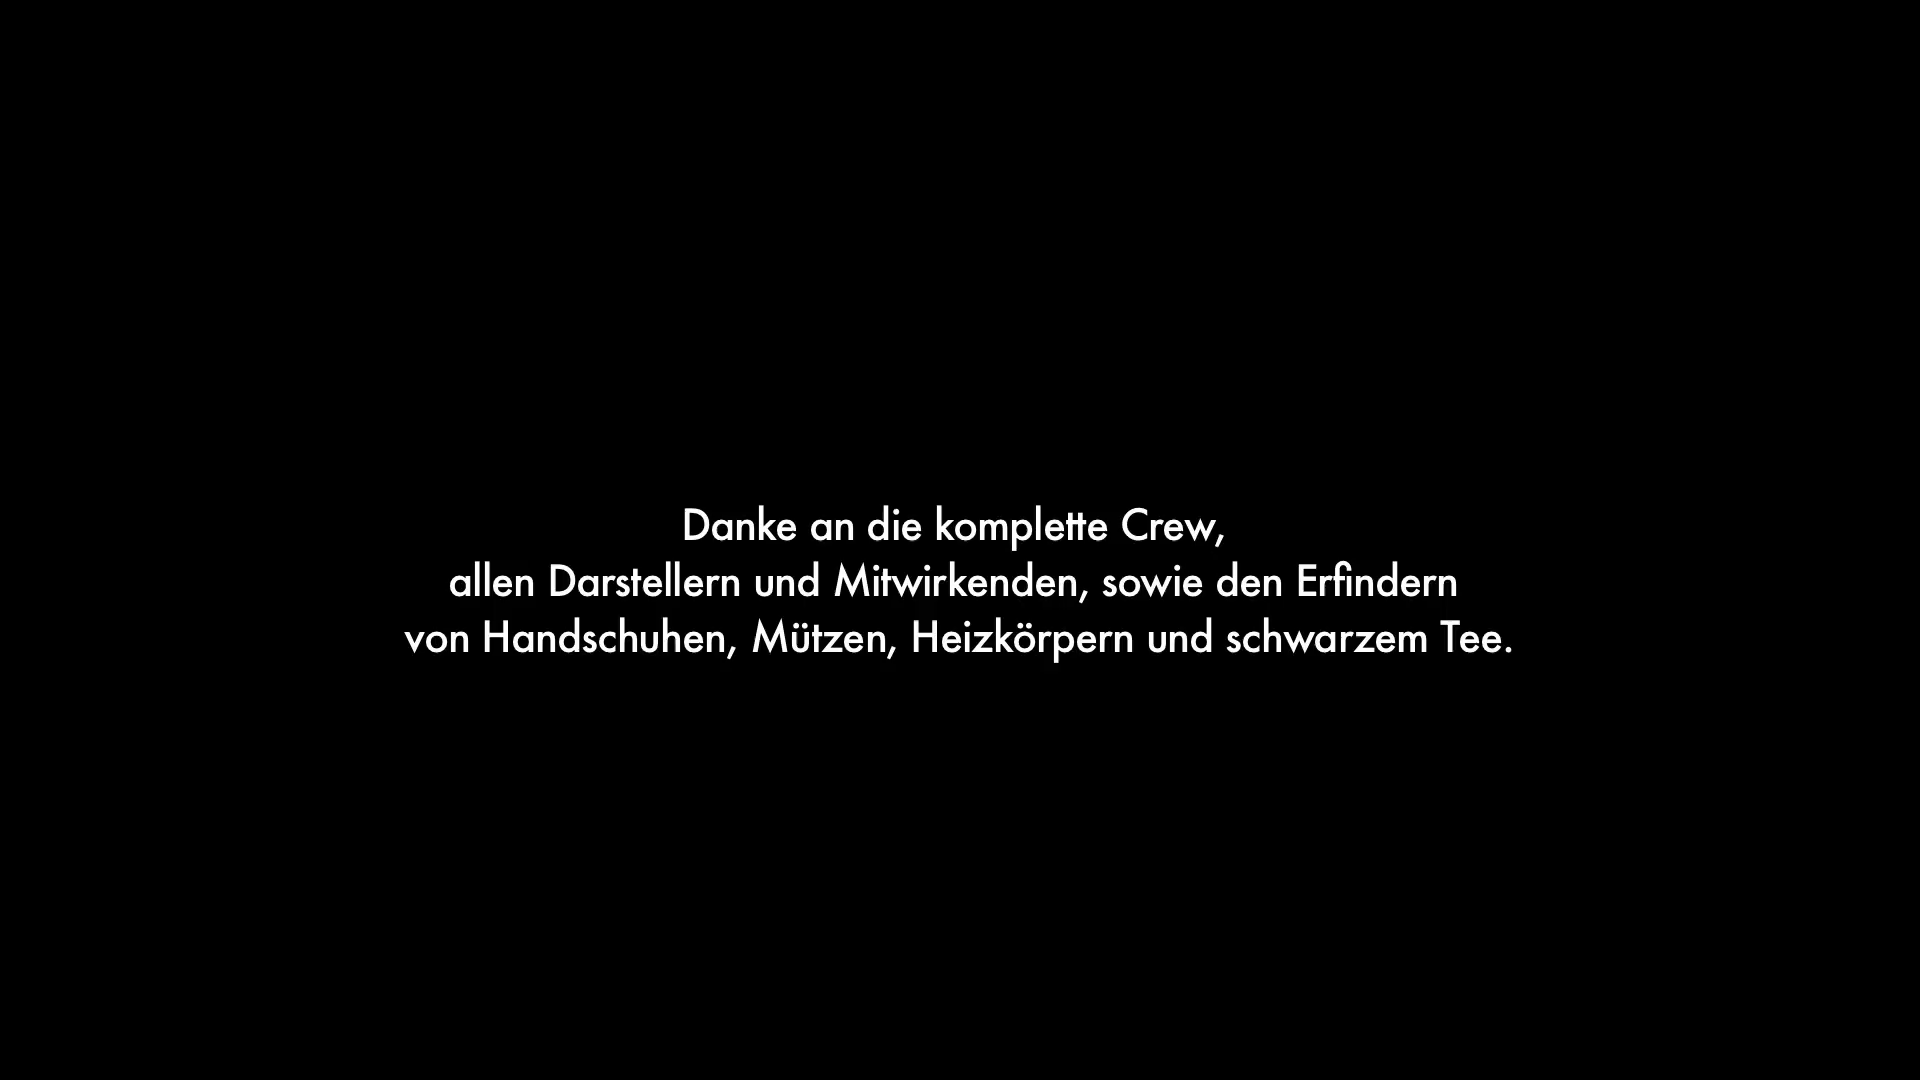 Danke an die komplette Crew,
allen Darstellern und Mitwirkenden, sowie den Erfindern
von Handschuhen, Mützen, Heizkörpern und schwarzem Tee.